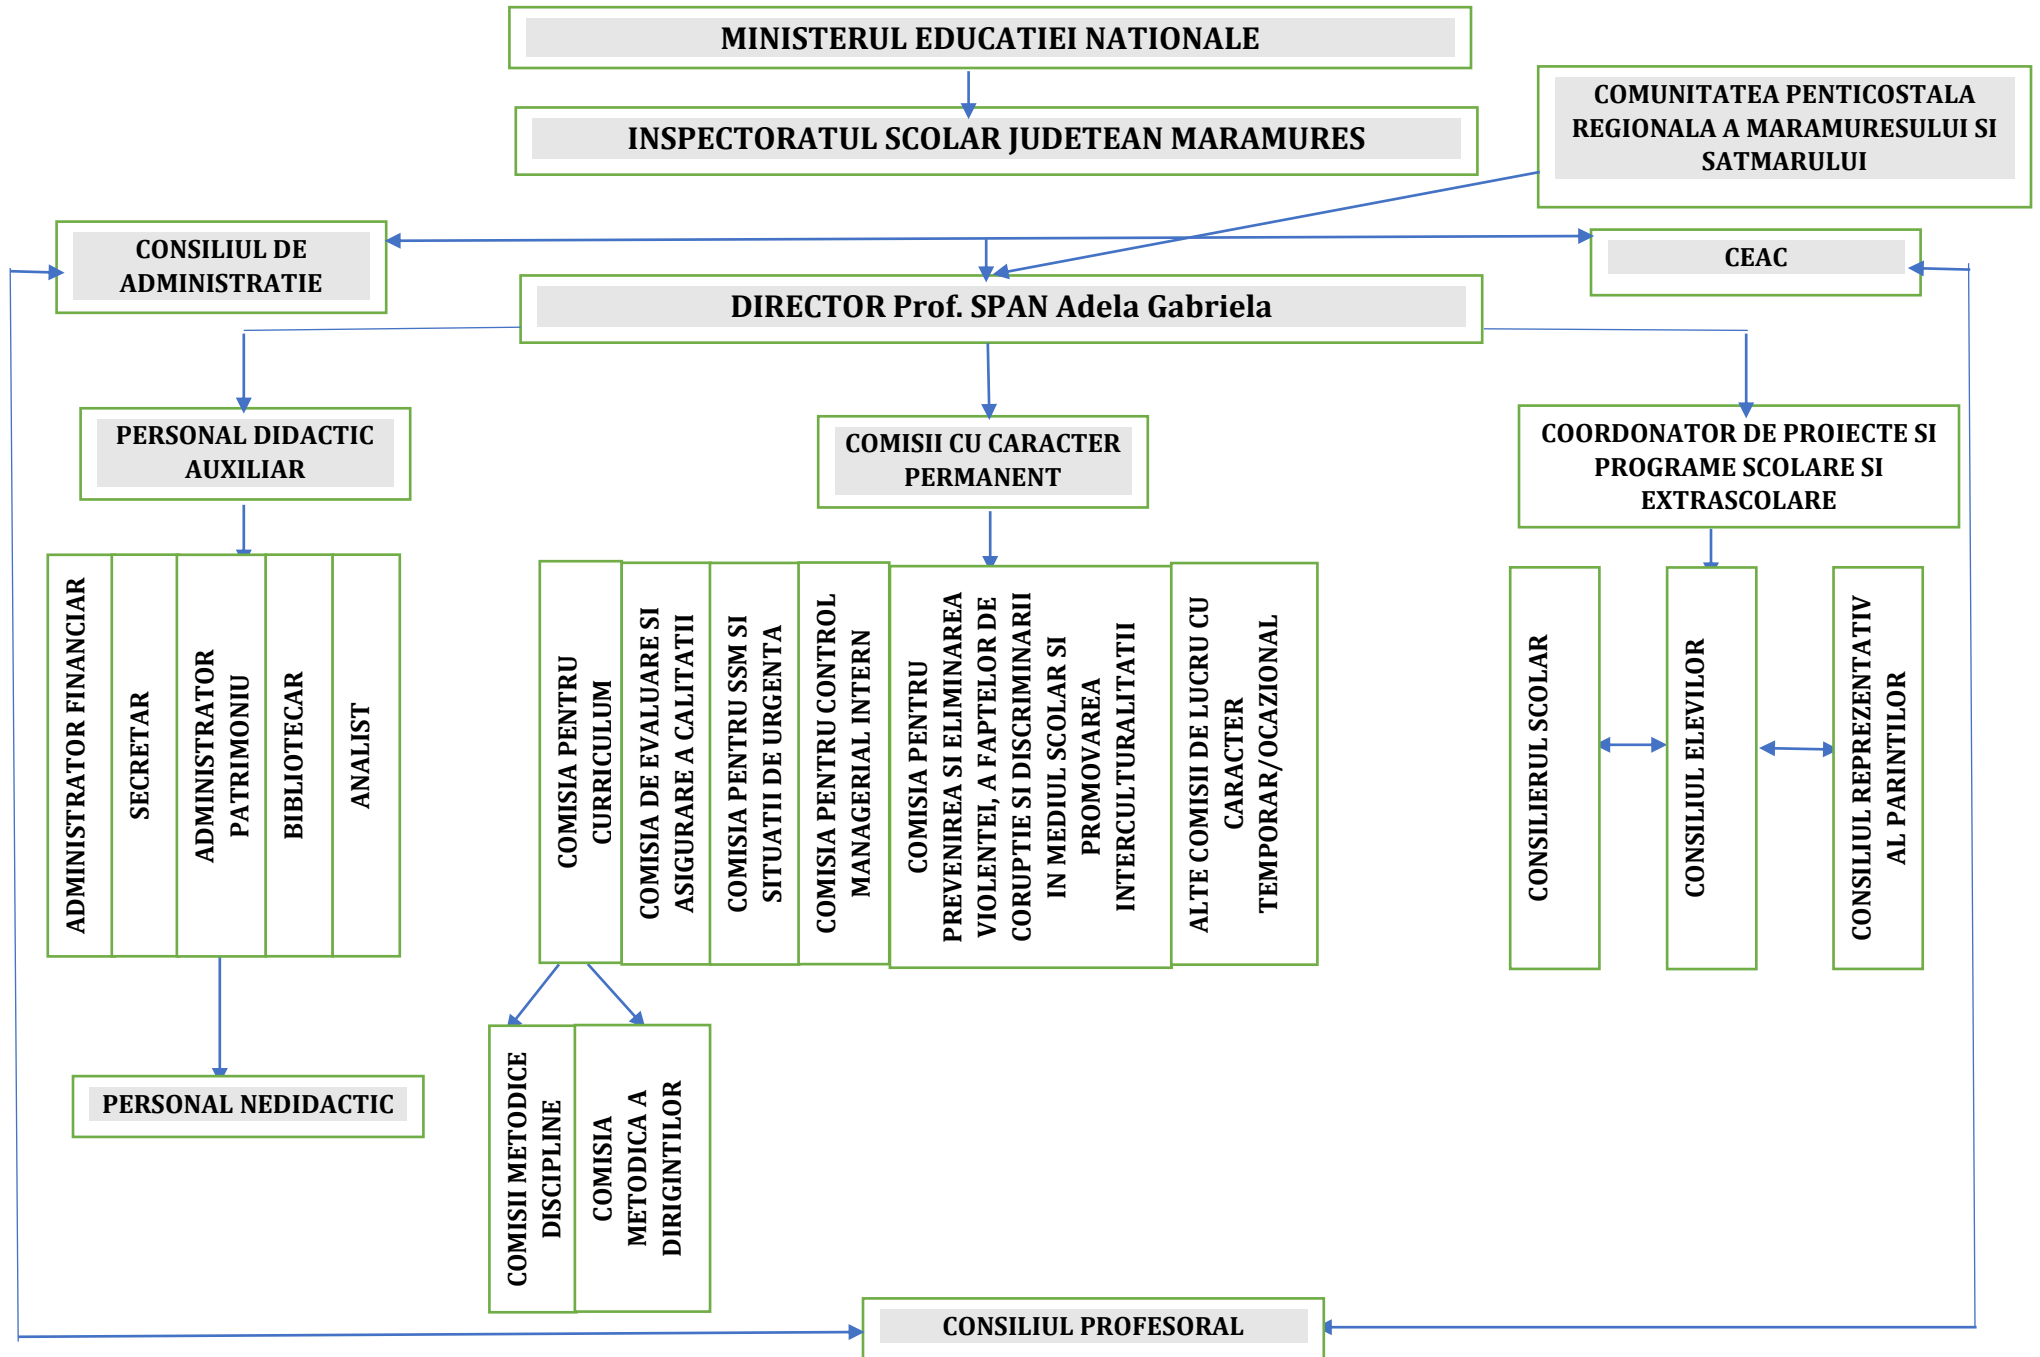 MINISTERUL EDUCATIEI NATIONALE
INSPECTORATUL SCOLAR JUDETEAN MARAMURES
COMUNITATEA PENTICOSTALA
REGIONALA A MARAMURESULUI SI
SATMARULUI
CONSILIUL DE
ADMINISTRATIE
CEAC
DIRECTOR Prof. SPAN Adela Gabriela
PERSONAL DIDACTIC
AUXILIAR
COMISII CU CARACTER
PERMANENT
COORDONATOR DE PROIECTE SI
PROGRAME SCOLARE SI
EXTRASCOLARE
ADMINISTRATOR FINANCIAR
SECRETAR
ADMINISTRATOR
PATRIMONIU
BIBLIOTECAR
ANALIST
COMISIA PENTRU
CURRICULUM
COMISIA DE EVALUARE SI
ASIGURARE A CALITATII
COMISIA PENTRU SSM SI
SITUATII DE URGENTA
COMISIA PENTRU CONTROL
MANAGERIAL INTERN
COMISIA PENTRU
PREVENIREA SI ELIMINAREA
VIOLENTEI, A FAPTELOR DE
CORUPTIE SI DISCRIMINARII
IN MEDIUL SCOLAR SI
PROMOVAREA
INTERCULTURALITATII
ALTE COMISII DE LUCRU CU
CARACTER
TEMPORAR/OCAZIONAL
CONSILIERUL SCOLAR
CONSILIUL ELEVILOR
CONSILIUL REPREZENTATIV
AL PARINTILOR
PERSONAL NEDIDACTIC
COMISII METODICE
DISCIPLINE
COMISIA
METODICA A
DIRIGINTILOR
CONSILIUL PROFESORAL